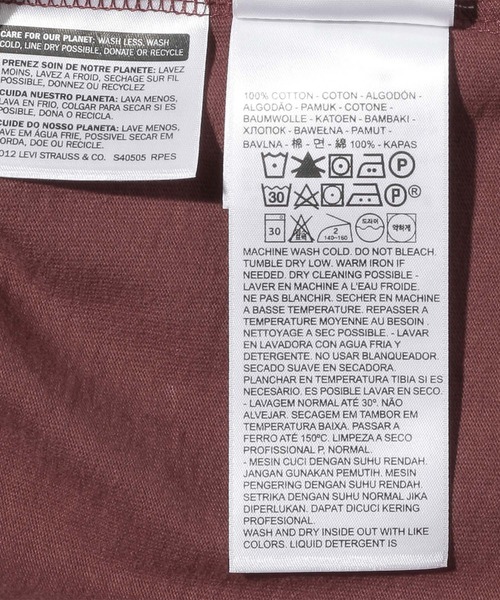 CARE FOR OUR PLANET: WASH LESS, WASH
COLD, LINE DRY POSSIBLE, DONATE OR RECYCLE
PRENEZ SOIN DE NOTRE PLANETE: LAVEZ
MOINS, LAVEZ A FROID, SECHAGE SUR FIL
POSSIBLE, DONNEZ OU RECYCLEZ
CUIDA NUESTRO PLANETA: LAVA MENOS,
LAVA EN FRIO, COLGAR PARA SECAR SI ES
POSIBLE, DONA O RECICLA.
CUIDE DO NOSSO PLANETA: LAVE MENOS,
LAVE EM ÁGUA FRIE, POSSIVEL SECAR EM
CORDA, DOE OU RECICLE.
2012 LEVI STRAUSS & CO. S40505 RPES
100% COTTON - COTON - ALGODÓN -
ALGODÃO - PAMUK - COTONE -
BAUMWOLLE - KATOEN - BAMBAKI -
ХЛОПОК - BAWEŁNA - PAMUT -
BAVLNA - 棉 - 면 - 綿 100% - KAPAS
P
30 P ®
30 2 140~160 드라이 약하게
MACHINE WASH COLD. DO NOT BLEACH.
TUMBLE DRY LOW. WARM IRON IF
NEEDED. DRY CLEANING POSSIBLE -
LAVER EN MACHINE A L'EAU FROIDE.
NE PAS BLANCHIR. SECHER EN MACHINE
A BASSE TEMPERATURE. REPASSER A
TEMPERATURE MOYENNE AU BESOIN .
NETTOYAGE A SEC POSSIBLE. - LAVAR
EN LAVADORA CON AGUA FRIA Y
DETERGENTE. NO USAR BLANQUEADOR.
SECADO SUAVE EN SECADORA.
PLANCHAR EN TEMPERATURA TIBIA SI ES
NECESARIO. ES POSIBLE LAVAR EN SECO.
- LAVAGEM NORMAL ATÉ 30º. NÃO
ALVEJAR. SECAGEM EM TAMBOR EM
TEMPERATURA BAIXA. PASSAR A
FERRO ATÉ 150ºC. LIMPEZA A SECO
PROFISSIONAL P, NORMAL.
- MESIN CUCI DENGAN SUHU RENDAH.
JANGAN GUNAKAN PEMUTIH. MESIN
PENGERING DENGAN SUHU RENDAH.
SETRIKA DENGAN SUHU NORMAL JIKA
DIPERLUKAN. DAPAT DICUCI KERING
PROFESIONAL.
WASH AND DRY INSIDE OUT WITH LIKE
COLORS. LIQUID DETERGENT IS